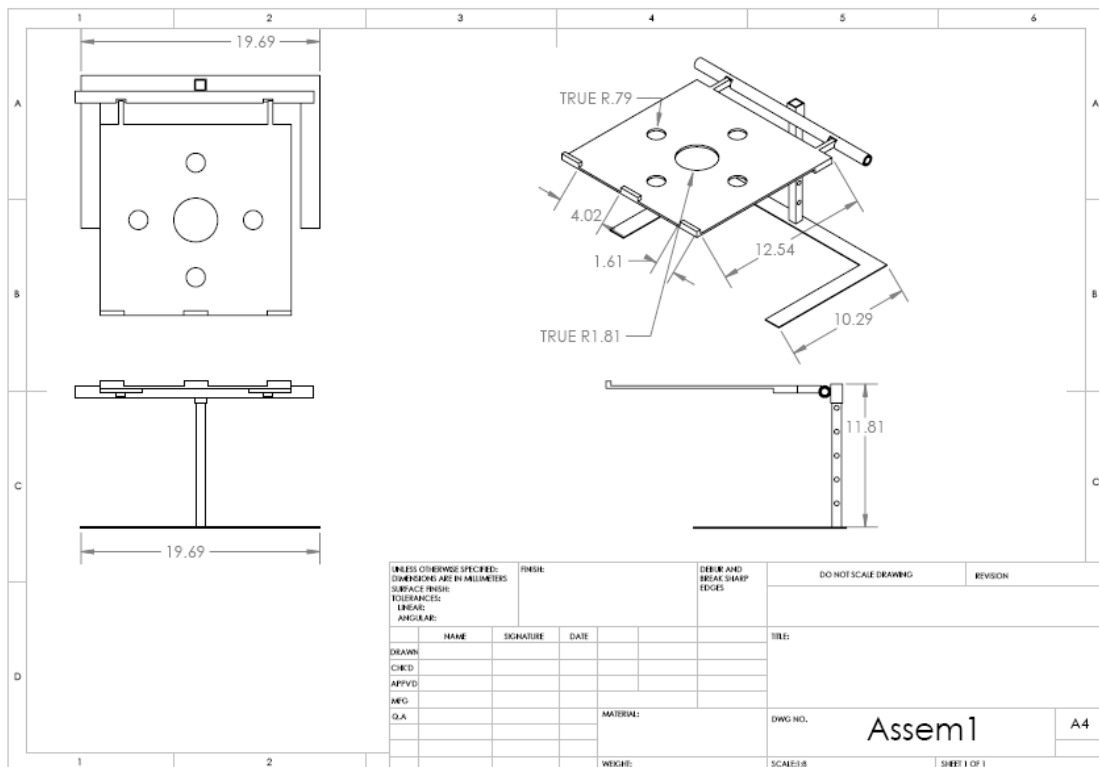 1 2 3 4 5 6
A A
B B
C C
D
19.69
TRUE R.79
4.02
1.61
12.54
10.29
TRUE R1.81
11.81
19.69
UNLESS OTHERWISE SPECIFIED:
DIMENSIONS ARE IN MILLIMETERS
SURFACE FINISH:
TOLERANCES:
LINEAR:
ANGULAR:
FINISH:
DEBUR AND
BREAK SHARP
EDGES
DO NOT SCALE DRAWING
REVISION
NAME SIGNATURE DATE
TITLE:
DRAWN
CHK'D
APPV'D
MFG
Q.A
MATERIAL:
DWG NO.
Assem1
A4
WEIGHT:
SCALE:1:8
SHEET 1 OF 1
1 2